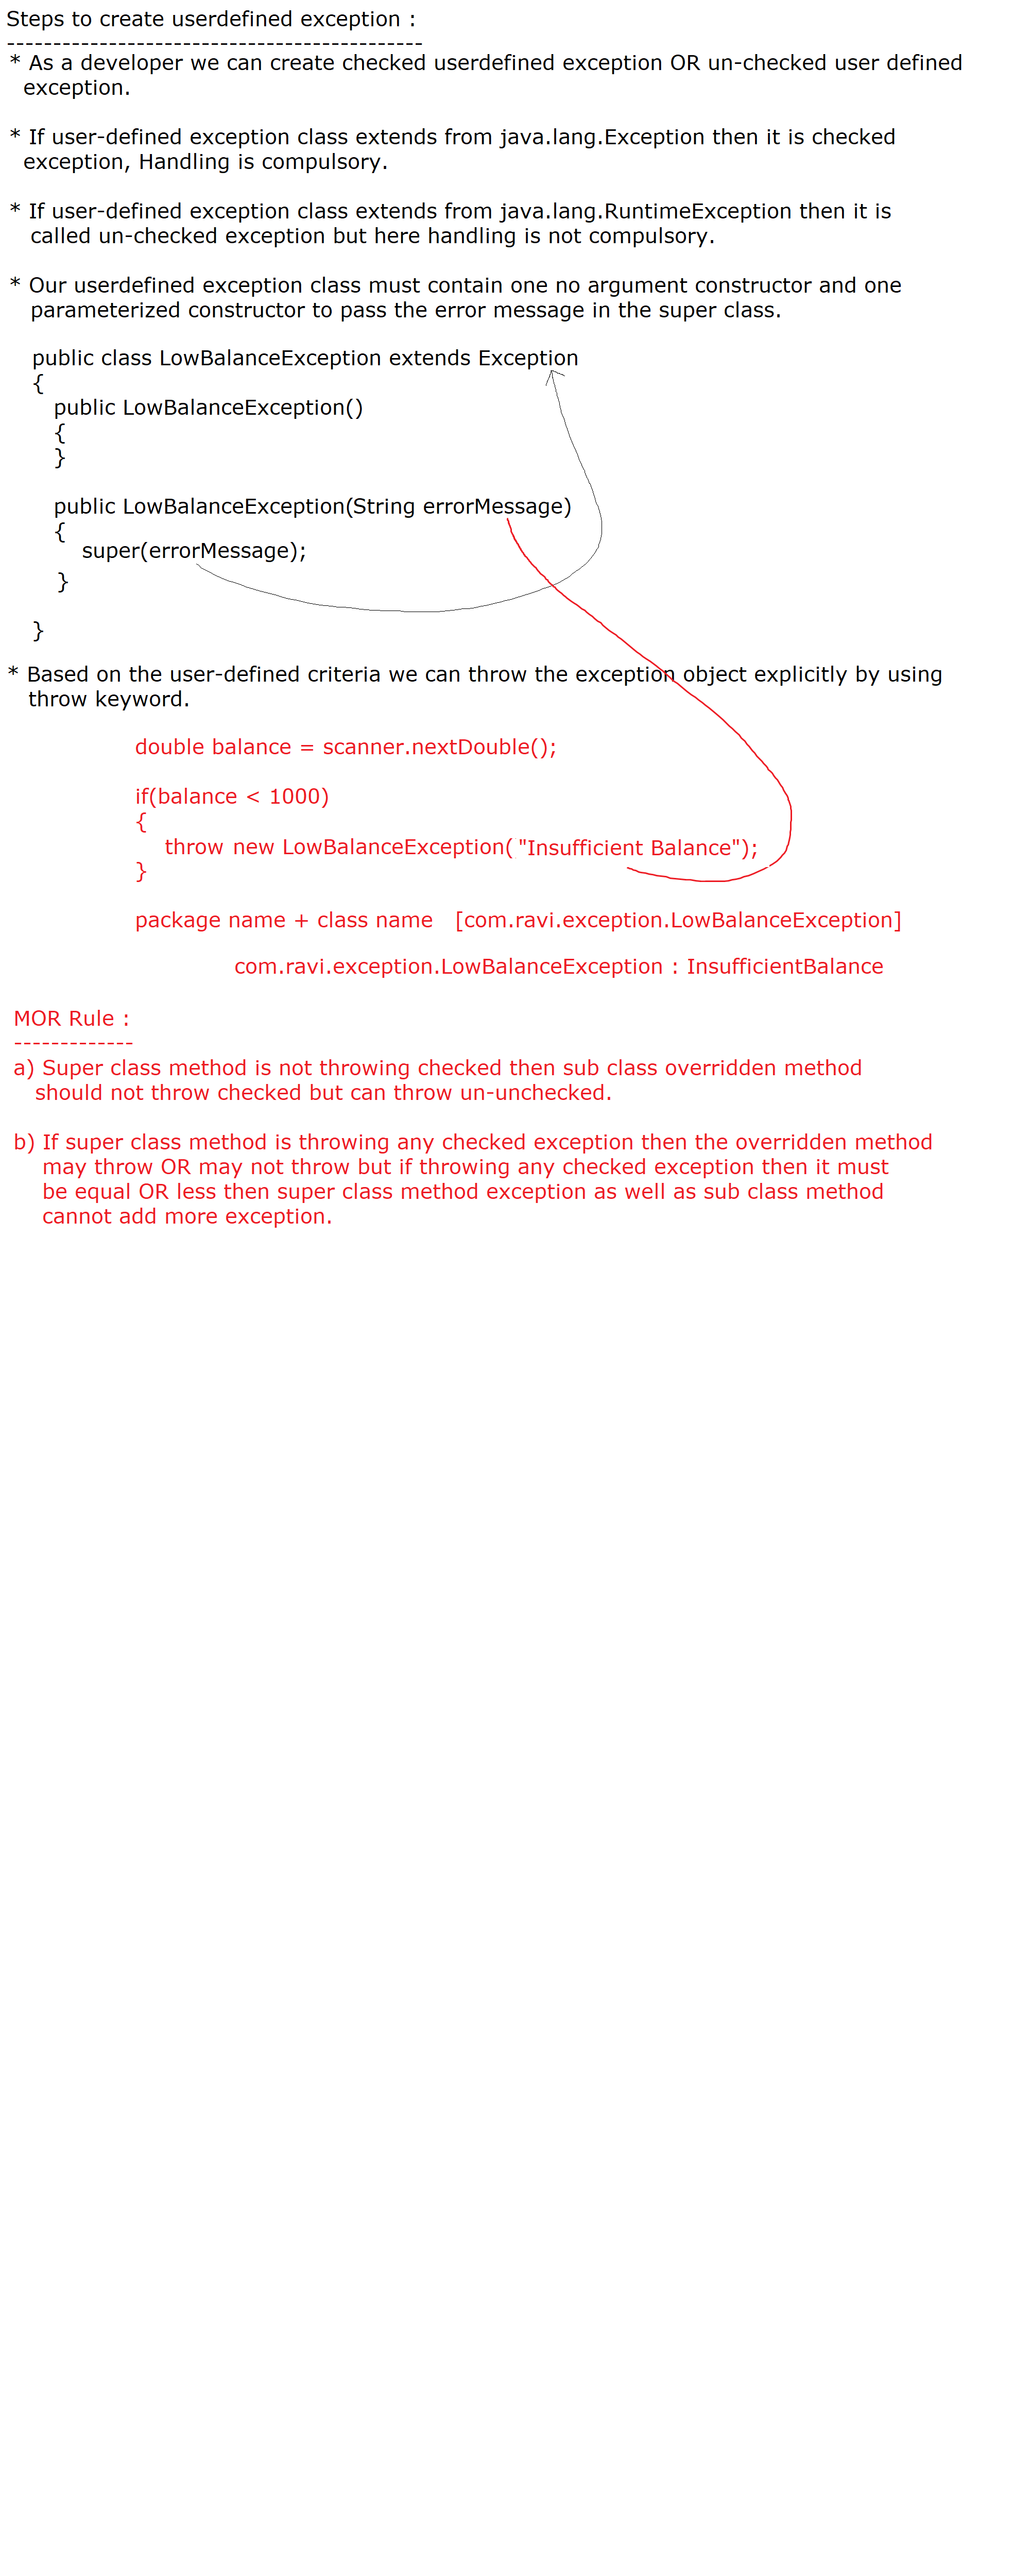 Steps to create userdefined exception :
---------------------------------------------
* As a developer we can create checked userdefined exception OR un-checked user defined
exception.
* If user-defined exception class extends from java.lang.Exception then it is checked
exception, Handling is compulsory.
* If user-defined exception class extends from java.lang.RuntimeException then it is
called un-checked exception but here handling is not compulsory.
* Our userdefined exception class must contain one no argument constructor and one
parameterized constructor to pass the error message in the super class.
public class LowBalanceException extends Exception
{
public LowBalanceException()
{
}
public LowBalanceException(String errorMessage)
{
super(errorMessage);
}
}
* Based on the user-defined criteria we can throw the exception object explicitly by using
throw keyword.
double balance = scanner.nextDouble();
if(balance < 1000)
{
throw new LowBalanceException( "Insufficient Balance");
}
package name + class name [com.ravi.exception.LowBalanceException]
com.ravi.exception.LowBalanceException : InsufficientBalance
MOR Rule :
-------------
a) Super class method is not throwing checked then sub class overridden method
should not throw checked but can throw un-unchecked.
b) If super class method is throwing any checked exception then the overridden method
may throw OR may not throw but if throwing any checked exception then it must
be equal OR less then super class method exception as well as sub class method
cannot add more exception.